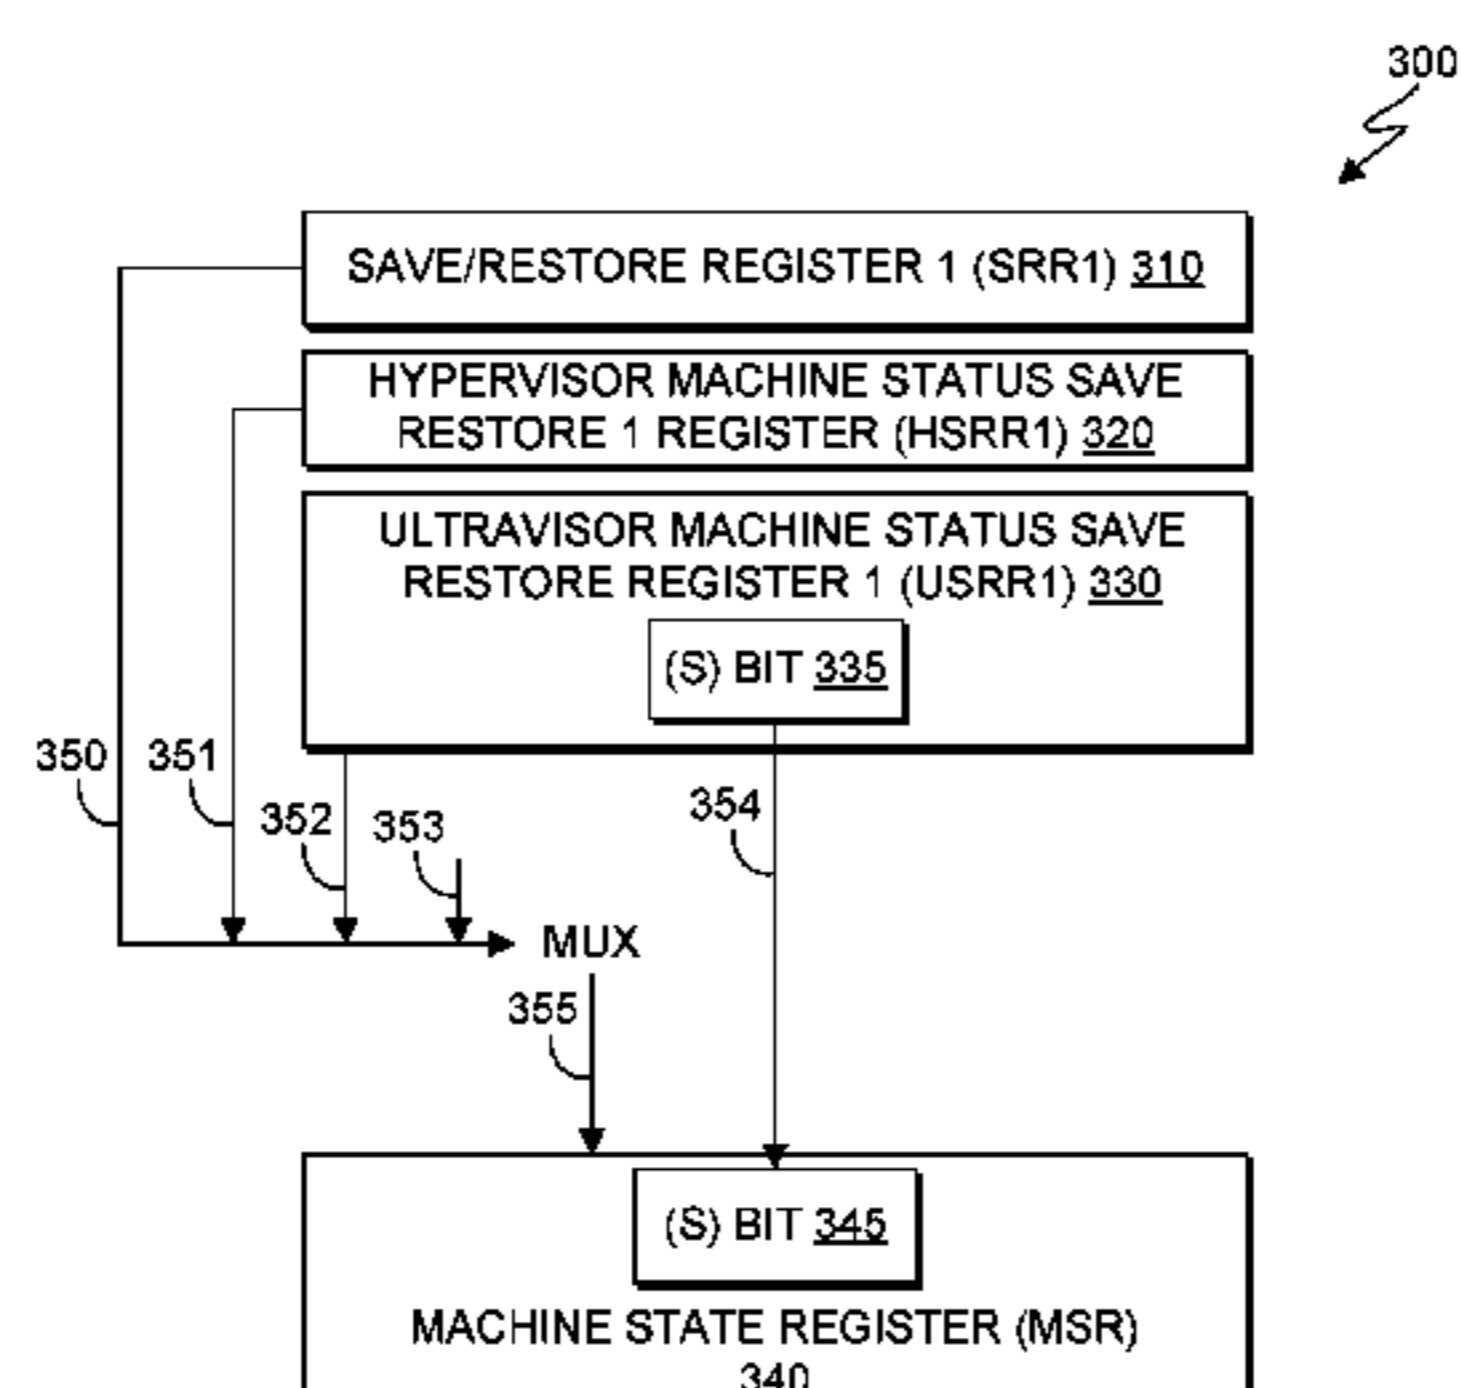 300
SAVE/RESTORE REGISTER 1 (SRR1) 310
HYPERVISOR MACHINE STATUS SAVE
RESTORE 1 REGISTER (HSRR1) 320
ULTRAVISOR MACHINE STATUS SAVE
RESTORE REGISTER 1 (USRR1) 330
(S) BIT 335
350
351
352
353
354
MUX
355
(S) BIT 345
MACHINE STATE REGISTER (MSR)
340